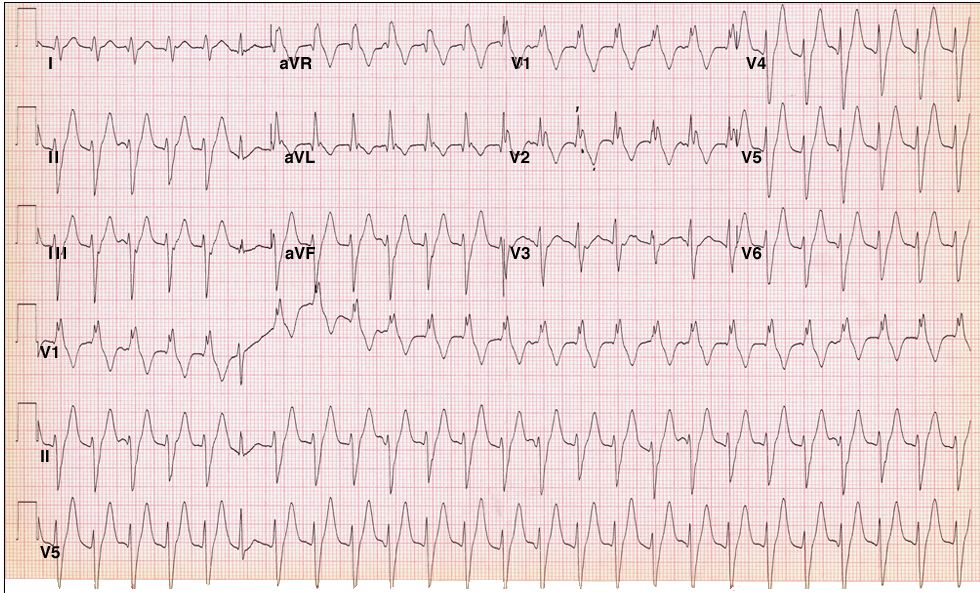 I aVR V1 V4
II aVL V2 V5
III aVF V3 V6
V1
II
V5